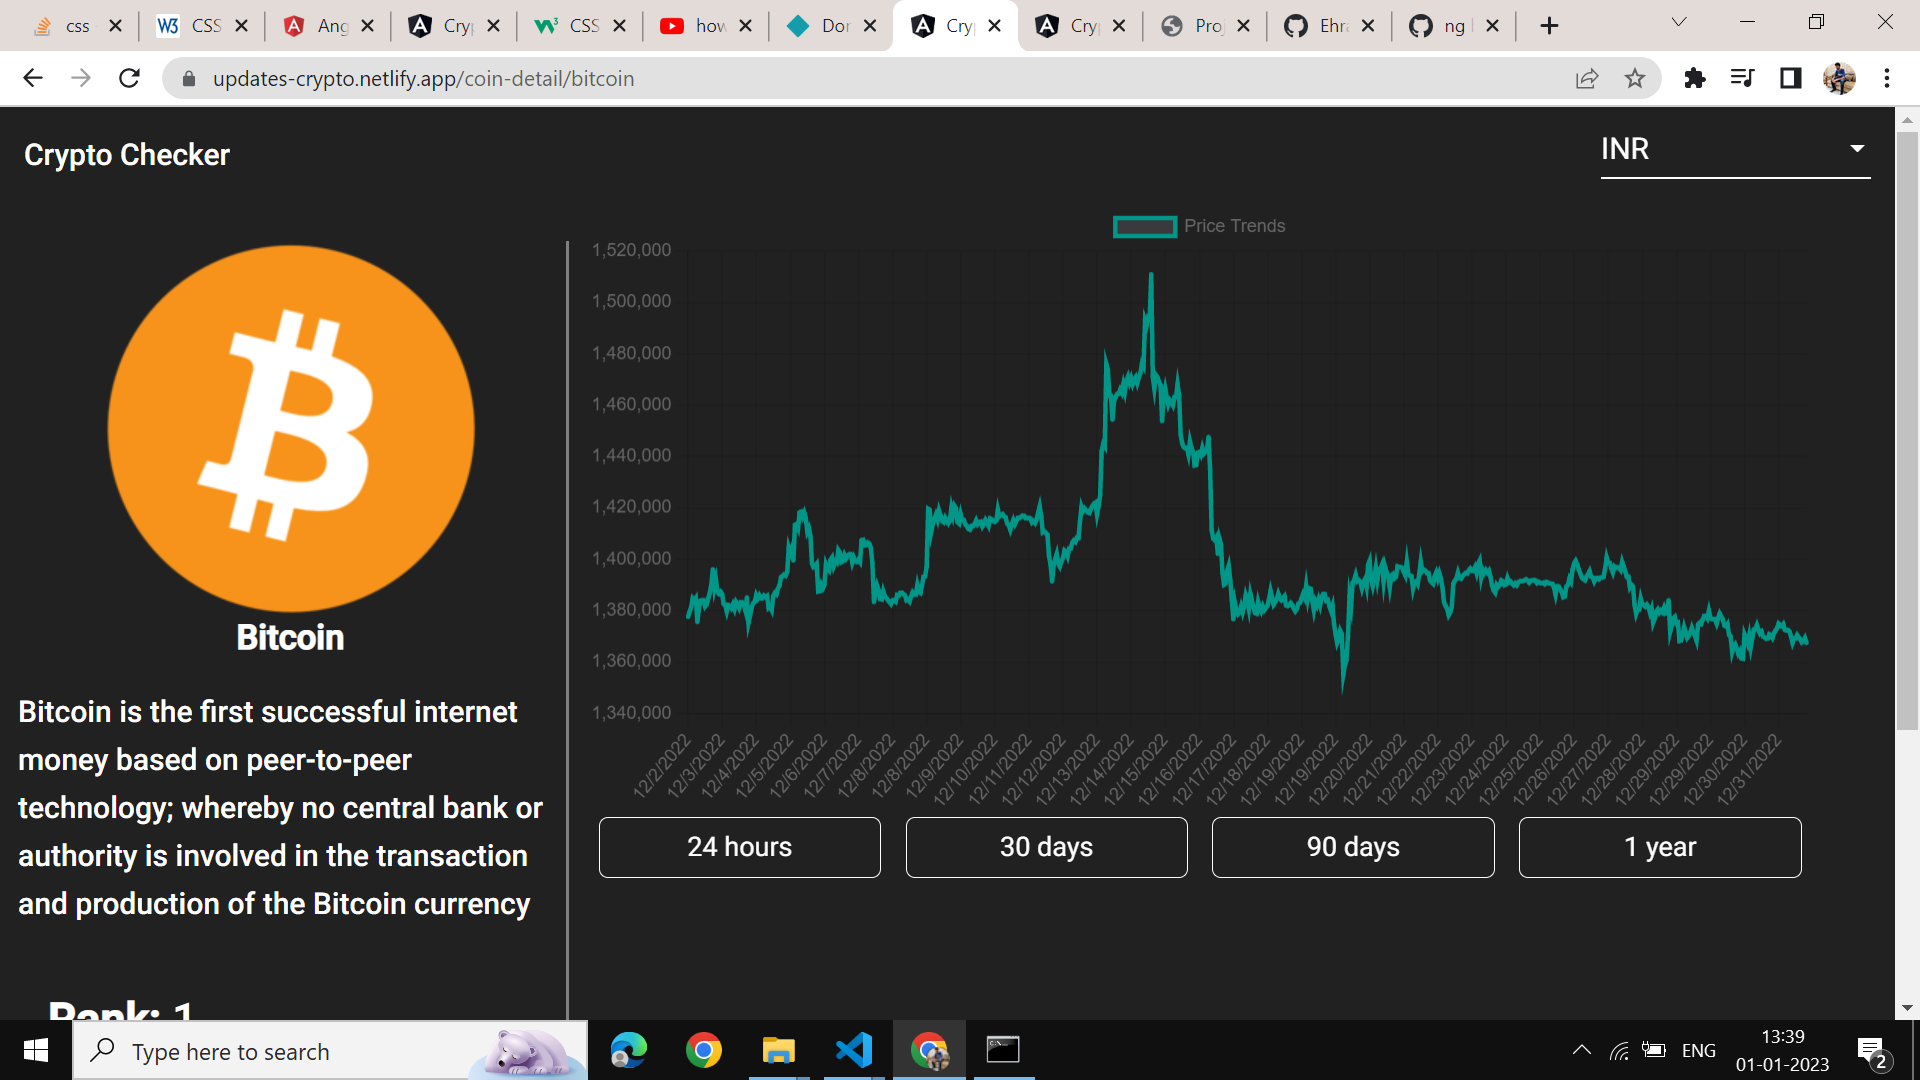 css
CSS
Ang
Cryp
CSS
how
Dor
Cryp
Cryp
Proj
Ehra
ng
updates-crypto.netlify.app/coin-detail/bitcoin
Crypto Checker
INR
Price Trends
1,520,000
1,500,000
1,480,000
1,460,000
1,440,000
1,420,000
1,400,000
1,380,000
1,360,000
1,340,000
12/2/2022
12/3/2022
12/4/2022
12/5/2022
12/6/2022
12/7/2022
12/8/2022
12/8/2022
12/9/2022
12/10/2022
12/11/2022
12/12/2022
12/13/2022
12/14/2022
12/15/2022
12/16/2022
12/17/2022
12/18/2022
12/19/2022
12/19/2022
12/20/2022
12/21/2022
12/22/2022
12/23/2022
12/24/2022
12/25/2022
12/26/2022
12/27/2022
12/28/2022
12/29/2022
12/29/2022
12/30/2022
12/31/2022
24 hours
30 days
90 days
1 year
Bitcoin
Bitcoin is the first successful internet
money based on peer-to-peer
technology; whereby no central bank or
authority is involved in the transaction
and production of the Bitcoin currency
Rank: 1
Type here to search
ENG
13:39
01-01-2023
2